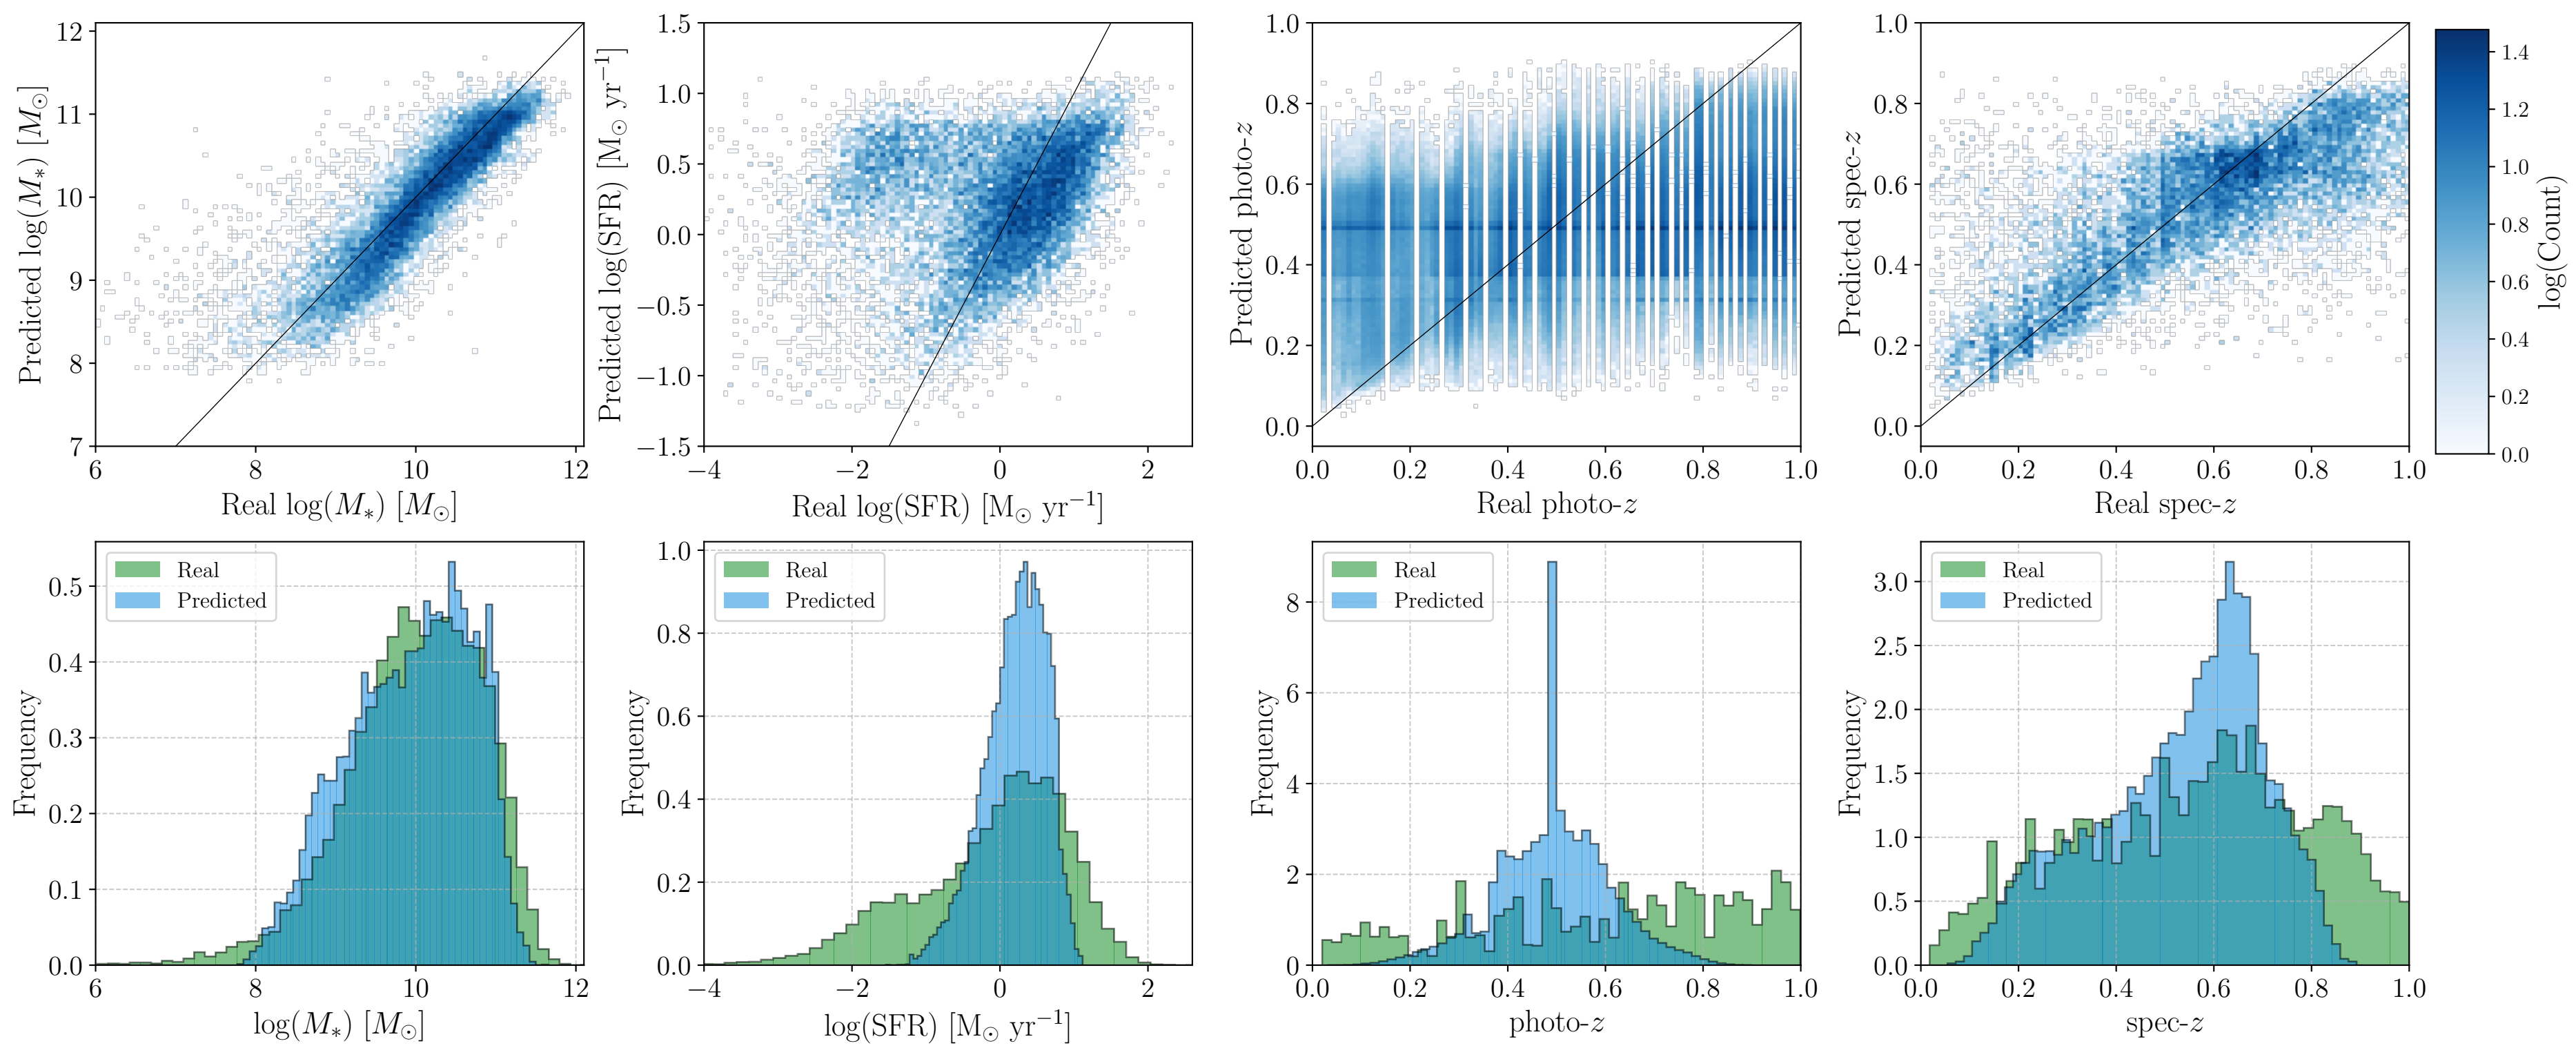 12
11
10
9
8
7
6 8 10 12
Predicted log(M∗) [M⊙]
Real log(M∗) [M⊙]
1.5
1.0
0.5
0.0
−0.5
−1.0
−1.5
−4 −2 0 2
Predicted log(SFR) [M⊙ yr⁻¹]
Real log(SFR) [M⊙ yr⁻¹]
1.0
0.8
0.6
0.4
0.2
0.0
0.0 0.2 0.4 0.6 0.8 1.0
Predicted photo-z
Real photo-z
1.0
0.8
0.6
0.4
0.2
0.0
0.0 0.2 0.4 0.6 0.8 1.0
Predicted spec-z
Real spec-z
1.4
1.2
1.0
0.8
0.6
0.4
0.2
0.0
log(Count)
Real
Predicted
0.5
0.4
0.3
0.2
0.1
0.0
6 8 10 12
Frequency
log(M∗) [M⊙]
Real
Predicted
1.0
0.8
0.6
0.4
0.2
0.0
−4 −2 0 2
Frequency
log(SFR) [M⊙ yr⁻¹]
Real
Predicted
8
6
4
2
0
0.0 0.2 0.4 0.6 0.8 1.0
Frequency
photo-z
Real
Predicted
3.0
2.5
2.0
1.5
1.0
0.5
0.0
0.0 0.2 0.4 0.6 0.8 1.0
Frequency
spec-z